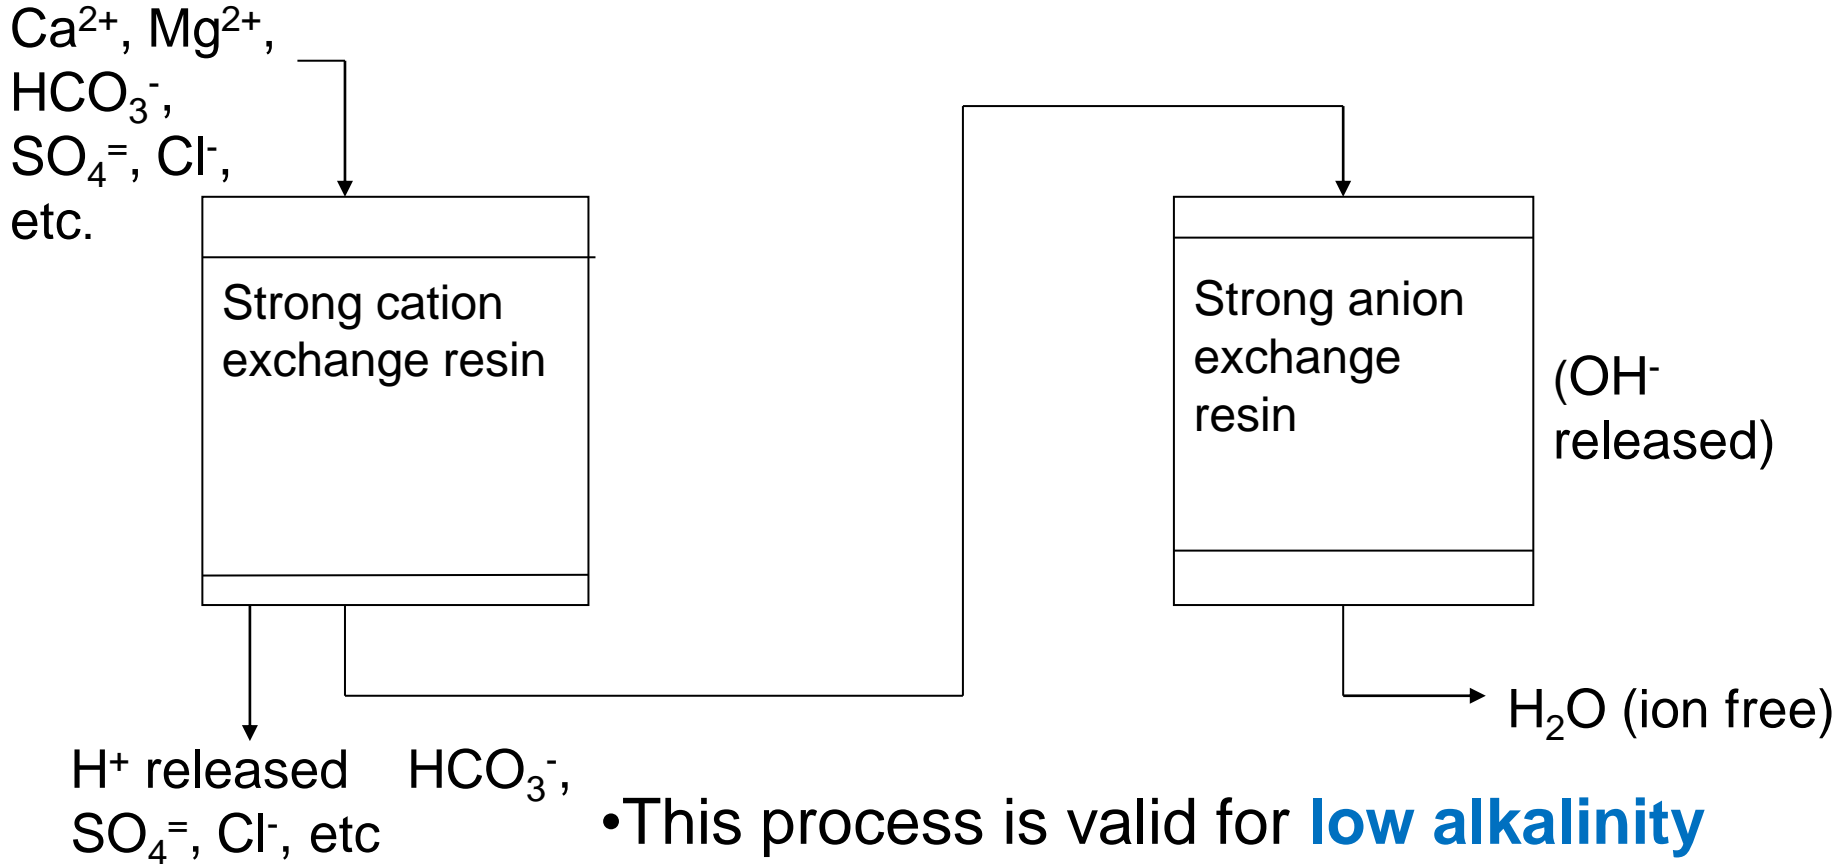 Ca²⁺, Mg²⁺,
HCO₃⁻,
SO₄⁼, Cl⁻,
etc.
Strong cation
exchange resin
Strong anion
exchange
resin
(OH⁻
released)
H₂O (ion free)
H⁺ released HCO₃⁻,
SO₄⁼, Cl⁻, etc
•This process is valid for low alkalinity